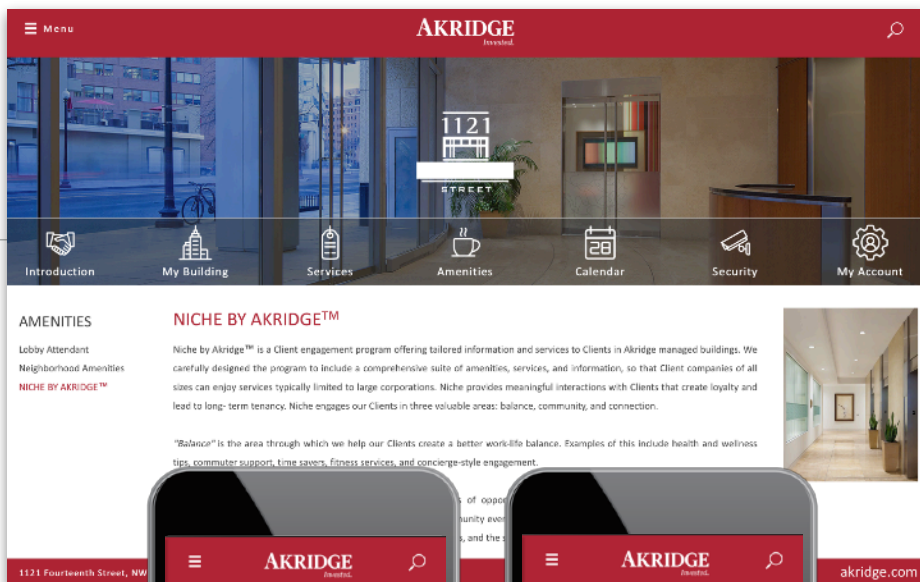 Menu
AKRIDGE
Invested.
1121
STREET
Introduction
My Building
Services
Amenities
28
Calendar
Security
My Account
AMENITIES
Lobby Attendant
Neighborhood Amenities
NICHE BY AKRIDGE™
NICHE BY AKRIDGE™
Niche by Akridge™ is a Client engagement program offering tailored information and services to Clients in Akridge managed buildings. We
carefully designed the program to include a comprehensive suite of amenities, services, and information, so that Client companies of all
sizes can enjoy services typically limited to large corporations. Niche provides meaningful interactions with Clients that create loyalty and
lead to long- term tenancy. Niche engages our Clients in three valuable areas: balance, community, and connection.
"Balance" is the area through which we help our Clients create a better work-life balance. Examples of this include health and wellness
tips, commuter support, time savers, fitness services, and concierge-style engagement.
of
, and the
AKRIDGE
Invested.
AKRIDGE
Invested.
1121 Fourteenth Street, NW
akridge.com